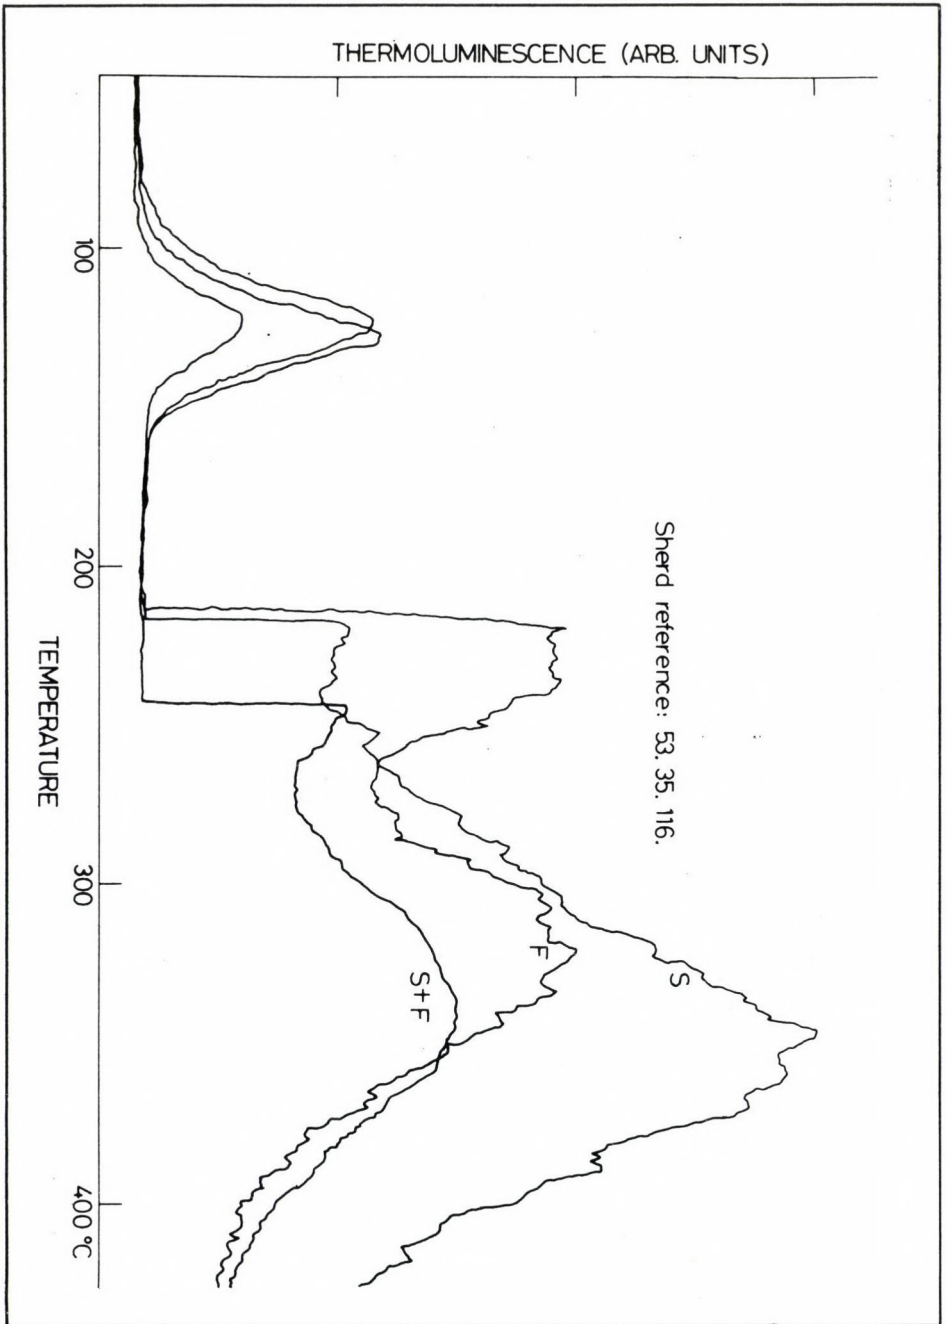 THERMOLUMINESCENCE (ARB. UNITS)
100
200
300
400 °C
TEMPERATURE
Sherd reference: 53. 35. 116.
S
F
S+F